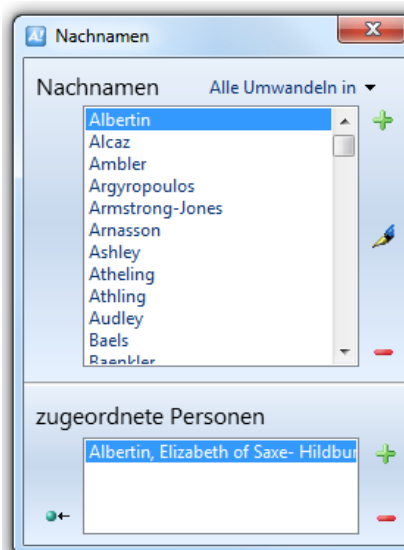 A!
Nachnamen
Nachnamen Alle Umwandeln in
Albertin
Alcaz
Ambler
Argyropoulos
Armstrong-Jones
Arnasson
Ashley
Atheling
Athling
Audley
Baels
Baenkler
zugeordnete Personen
Albertin, Elizabeth of Saxe- Hildbur